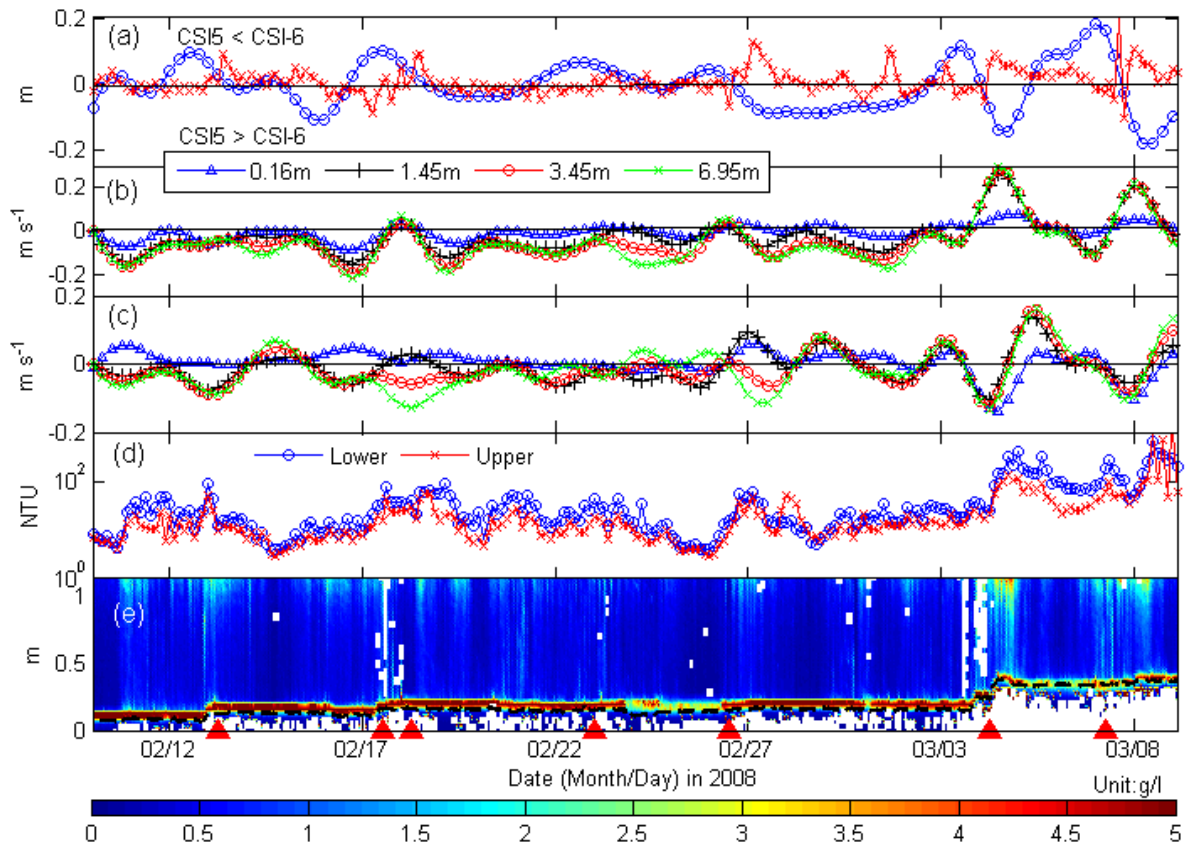 0.2
(a)
CSI5 < CSI-6
m
0
-0.2
CSI5 > CSI-6
0.16m 1.45m 3.45m 6.95m
0.2
(b)
m s-1
0
-0.2
0.2
(c)
m s-1
0
-0.2
(d)
Lower Upper
NTU
10²
10⁰
1
(e)
m
0.5
0
02/12 02/17 02/22 02/27 03/03 03/08
Date (Month/Day) in 2008
Unit:g/l
0 0.5 1 1.5 2 2.5 3 3.5 4 4.5 5